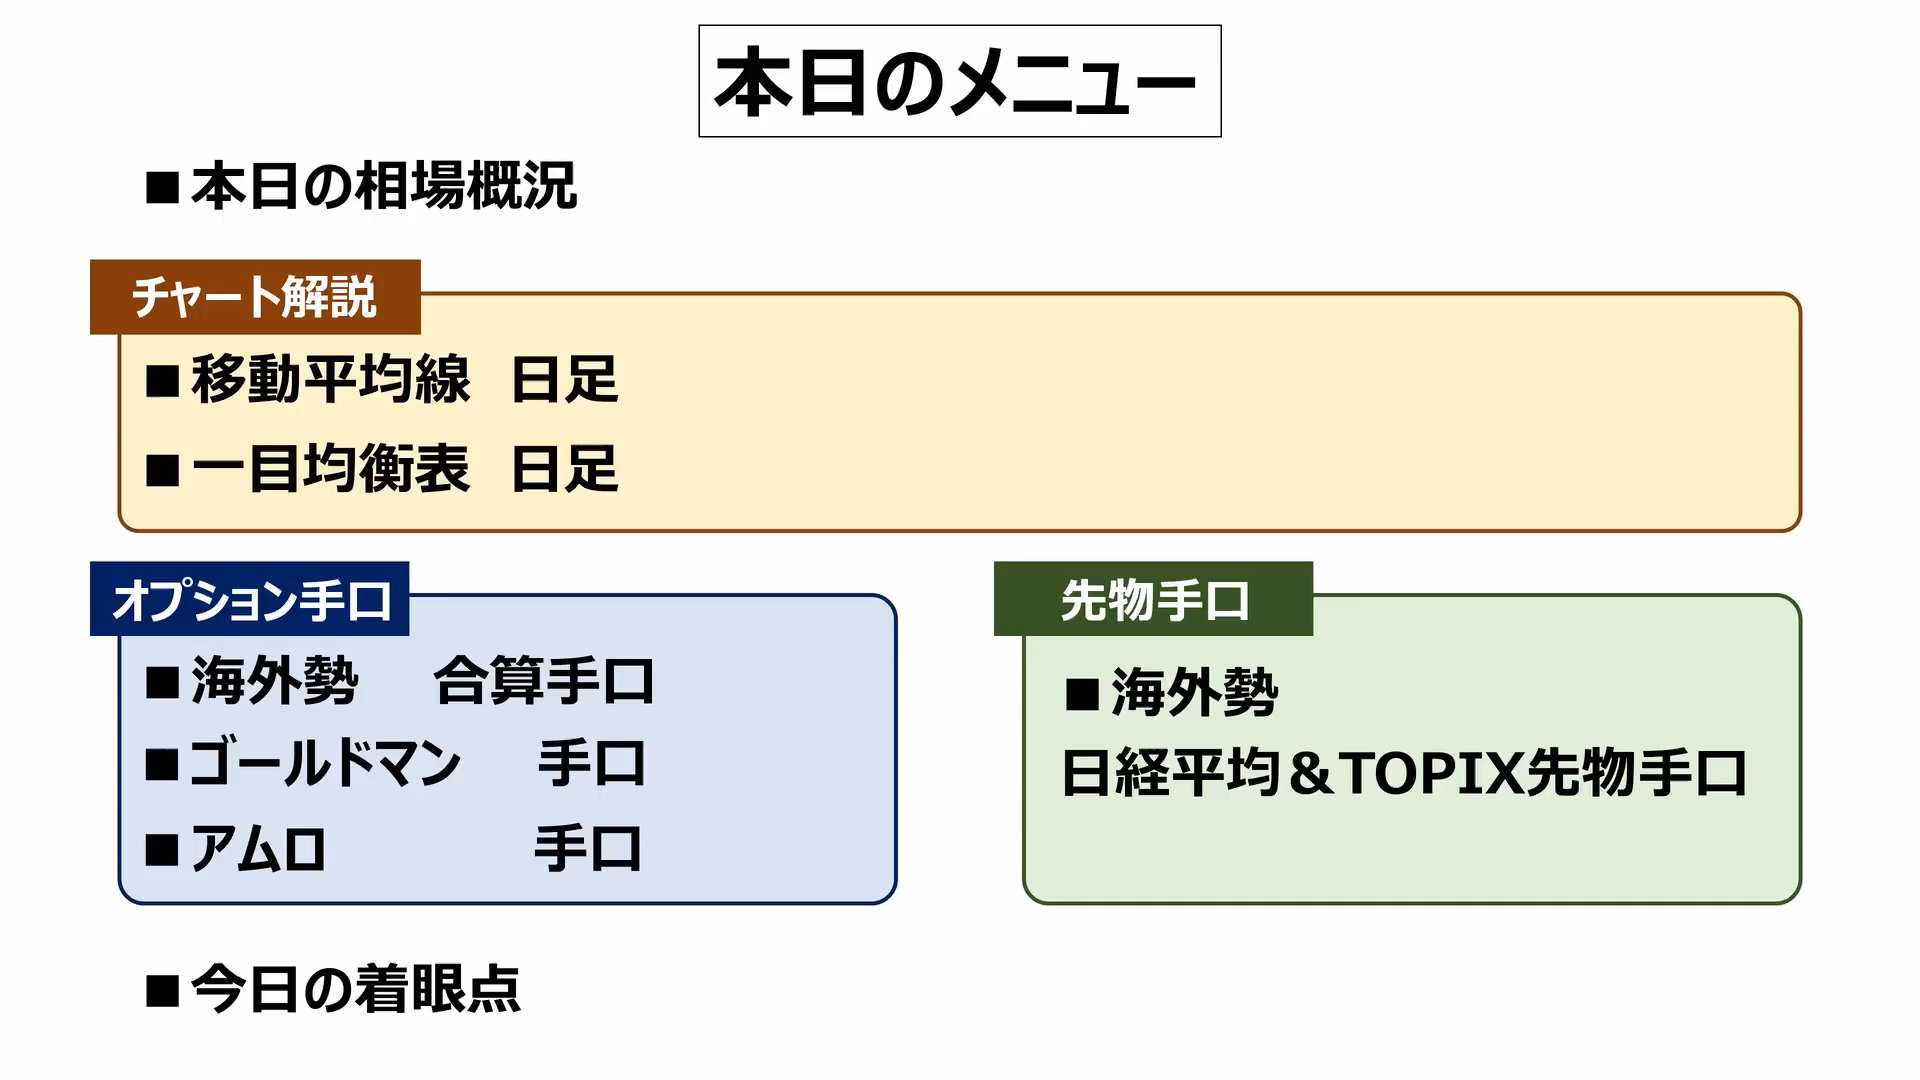 本日のメニュー
■本日の相場概況
チャート解説
■移動平均線　日足
■一目均衡表　日足
オプション手口
■海外勢　合算手口
■ゴールドマン　手口
■アムロ　手口
先物手口
■海外勢
日経平均＆TOPIX先物手口
■今日の着眼点